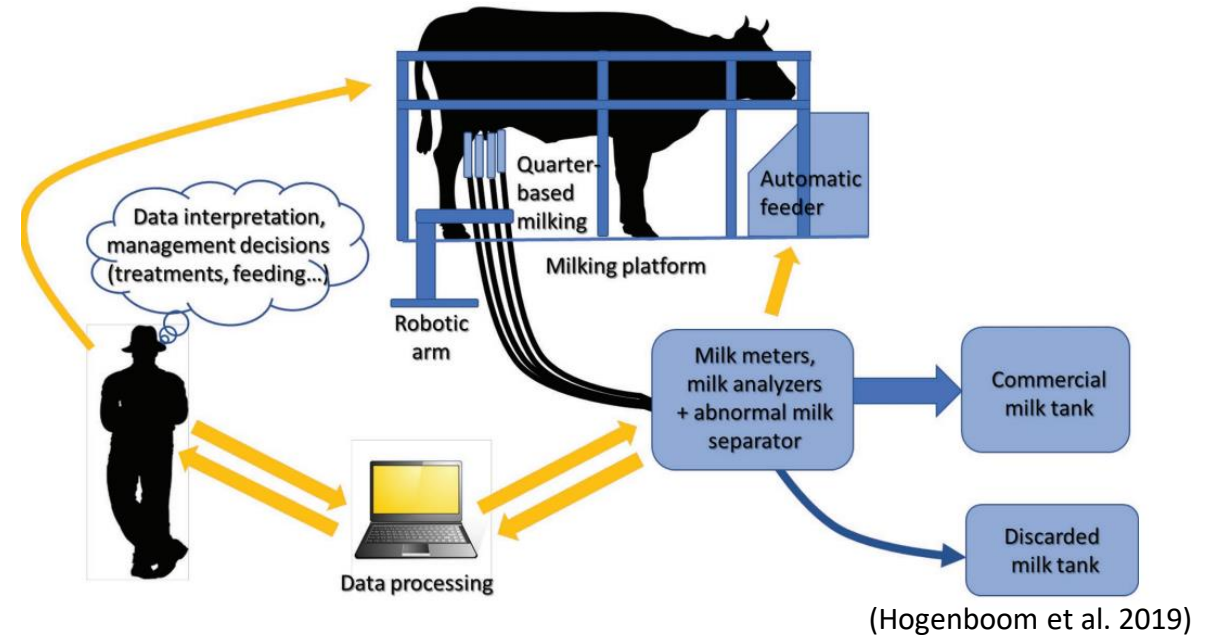 Quarter-
based
milking
Automatic
feeder
Data interpretation,
management decisions
(treatments, feeding...)
Milking platform
Robotic
arm
Milk meters,
milk analyzers
+ abnormal milk
separator
Commercial
milk tank
Data processing
Discarded
milk tank
(Hogenboom et al. 2019)